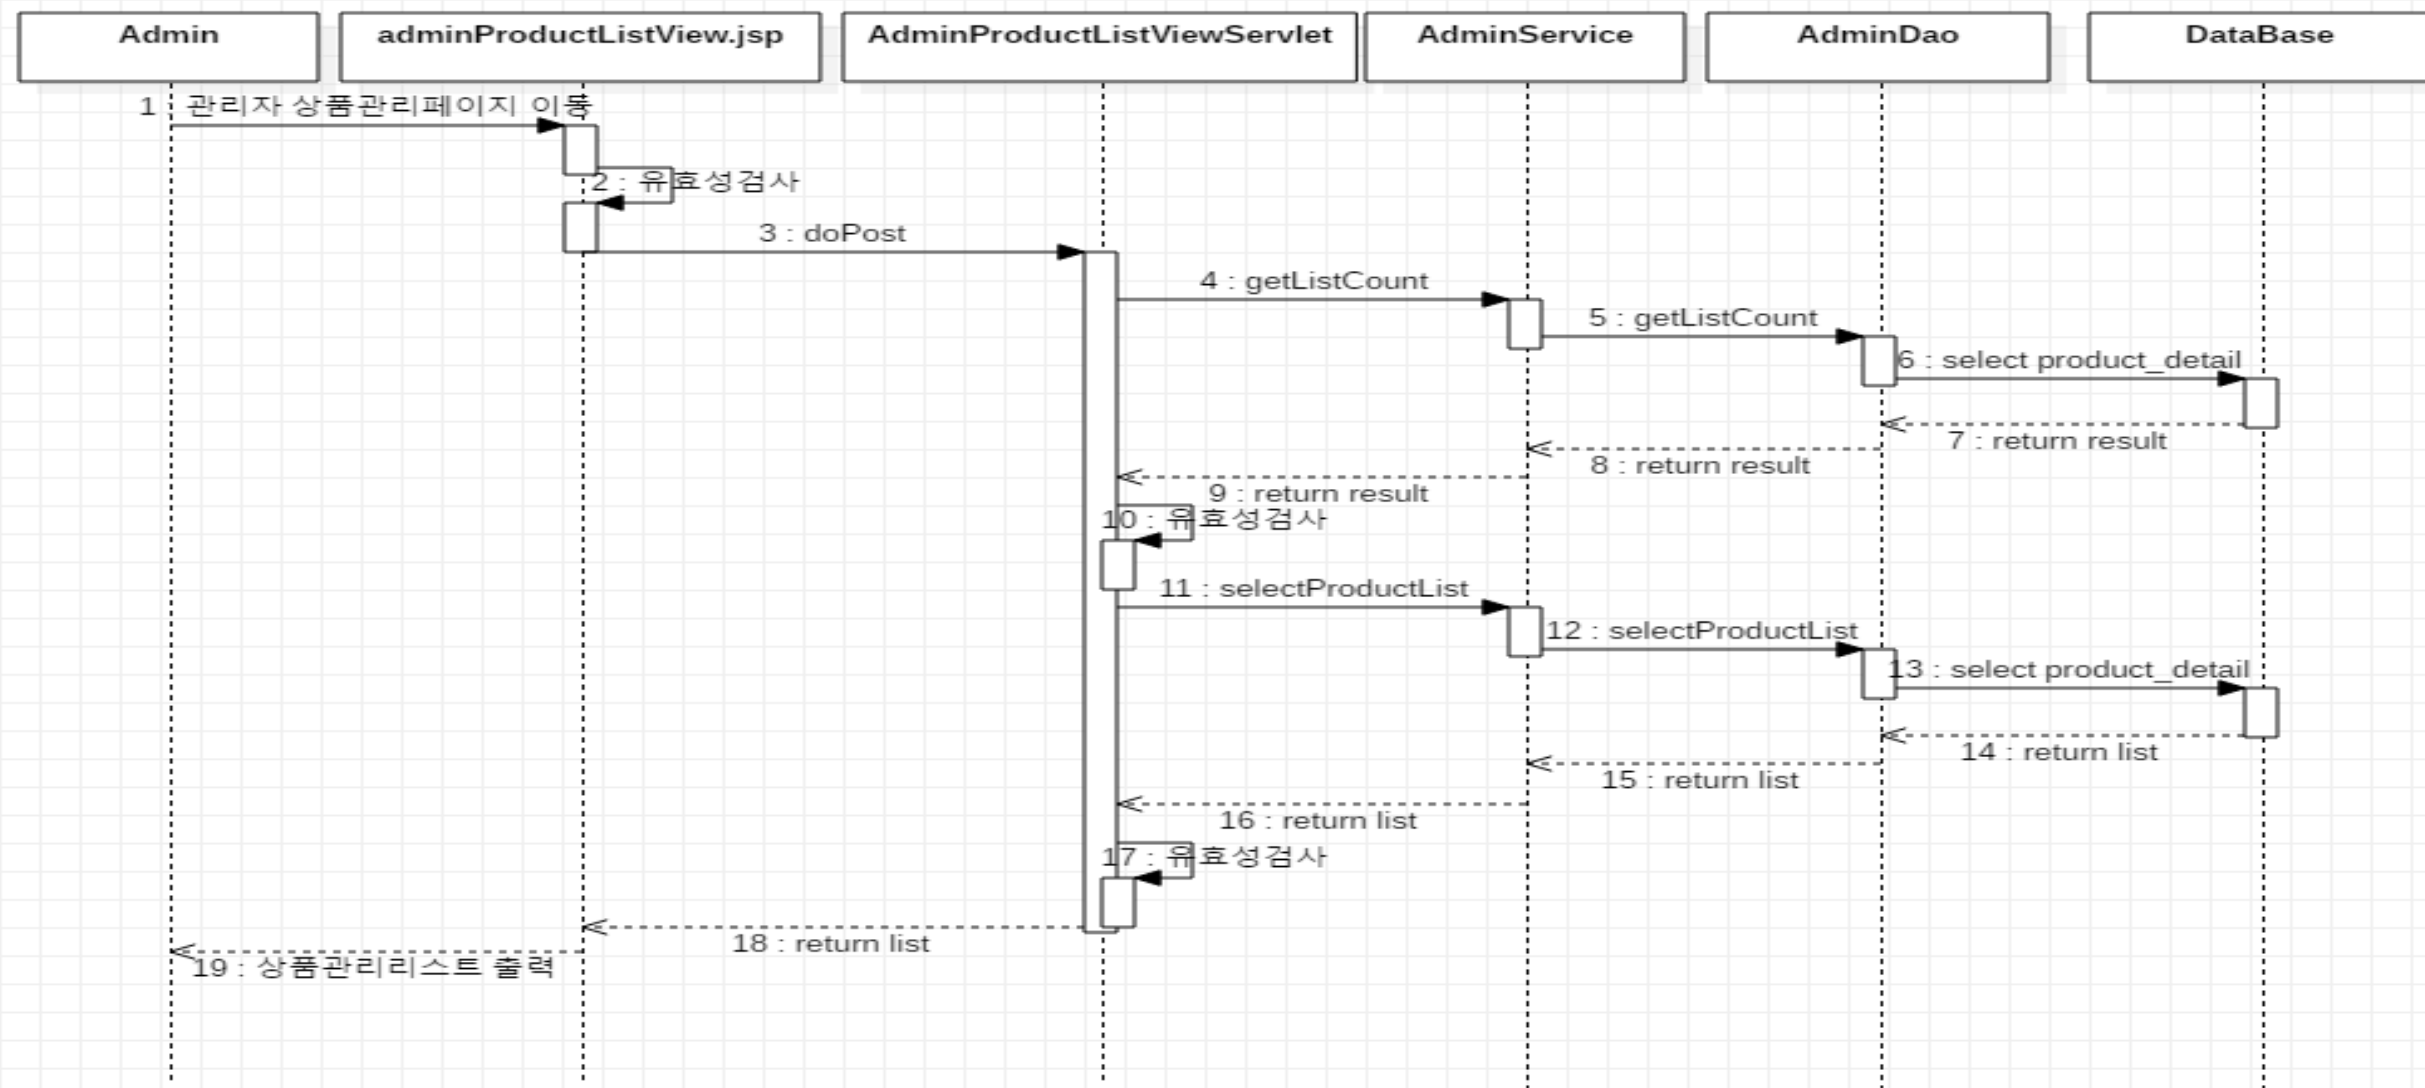 Admin
adminProductListView.jsp
AdminProductListViewServlet
AdminService
AdminDao
DataBase
1 : 관리자 상품관리페이지 이동
2 : 유효성검사
3 : doPost
4 : getListCount
5 : getListCount
6 : select product_detail
7 : return result
8 : return result
9 : return result
10 : 유효성검사
11 : selectProductList
12 : selectProductList
13 : select product_detail
14 : return list
15 : return list
16 : return list
17 : 유효성검사
18 : return list
19 : 상품관리리스트 출력